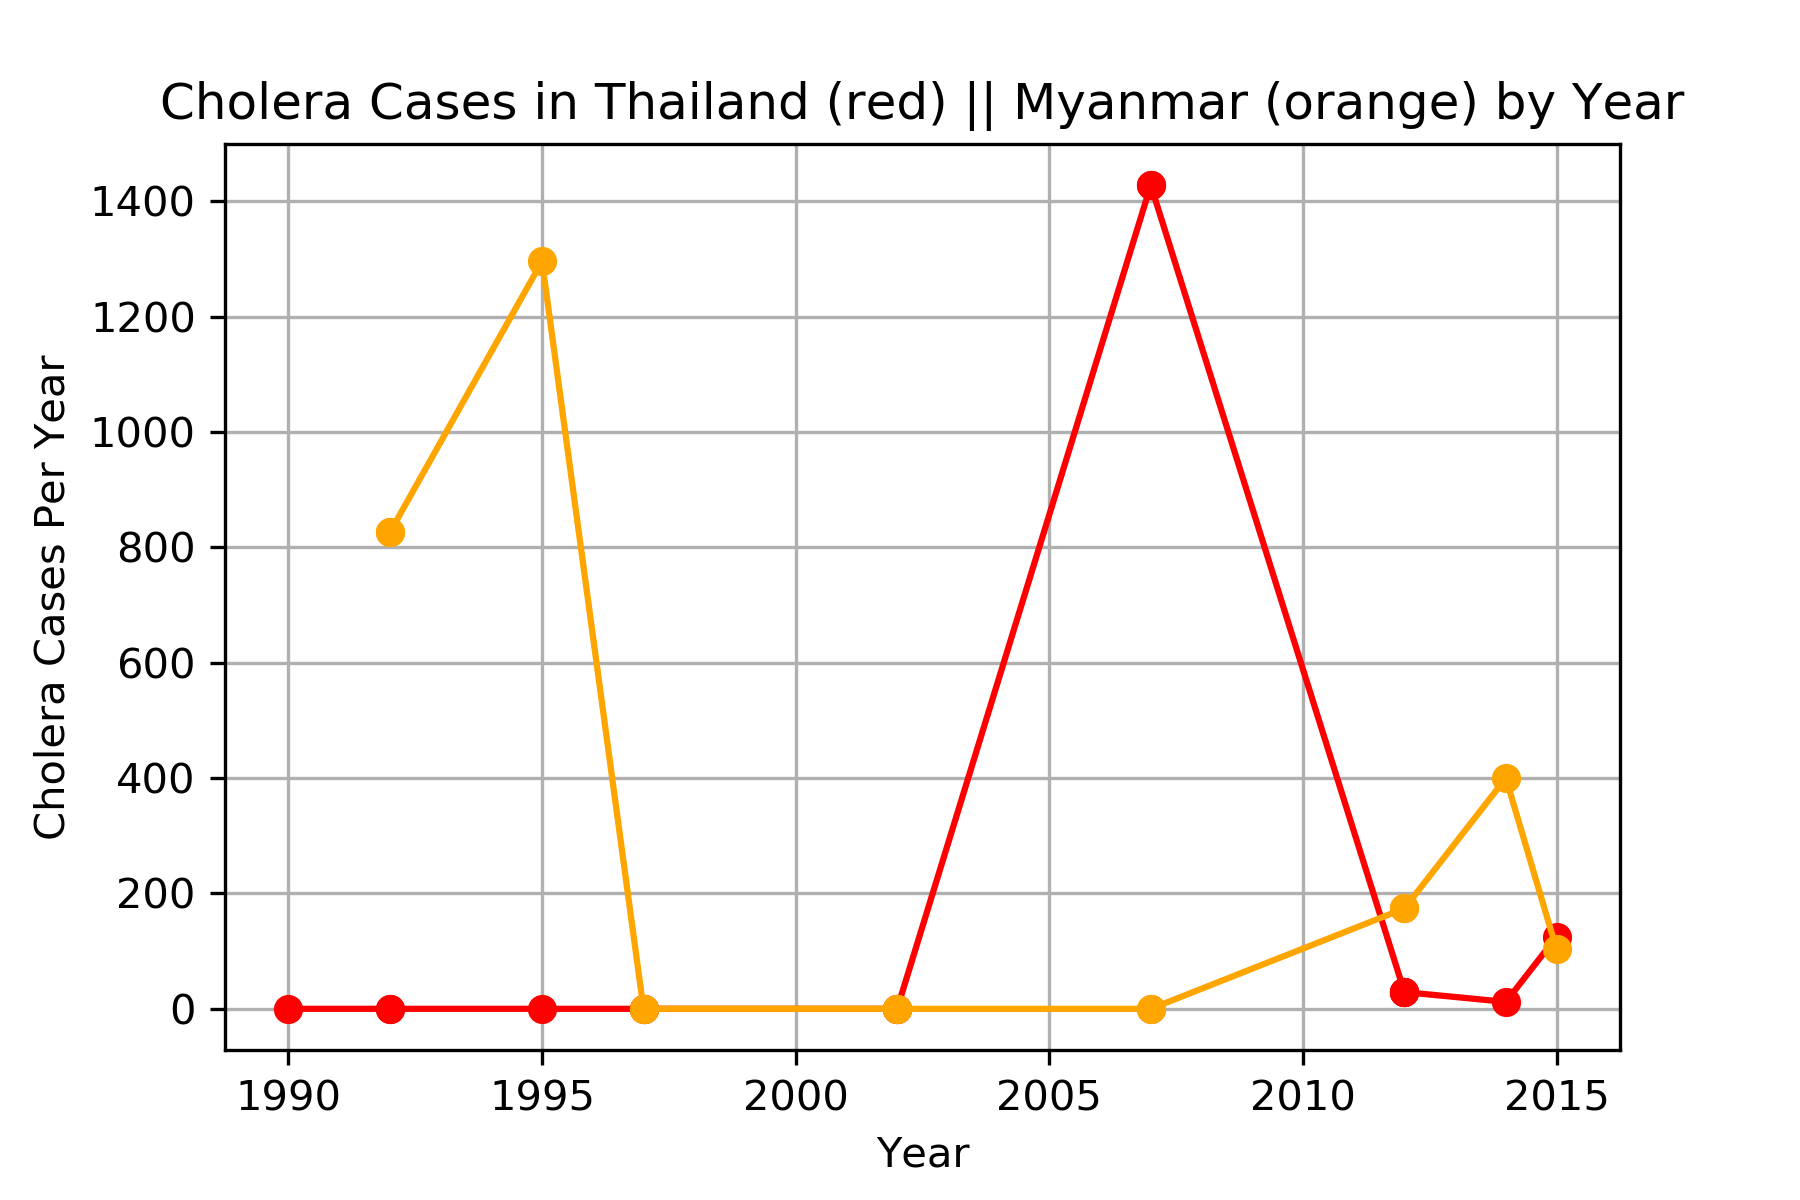 Cholera Cases in Thailand (red) || Myanmar (orange) by Year
Cholera Cases Per Year
1400
1200
1000
800
600
400
200
0
1990 1995 2000 2005 2010 2015
Year